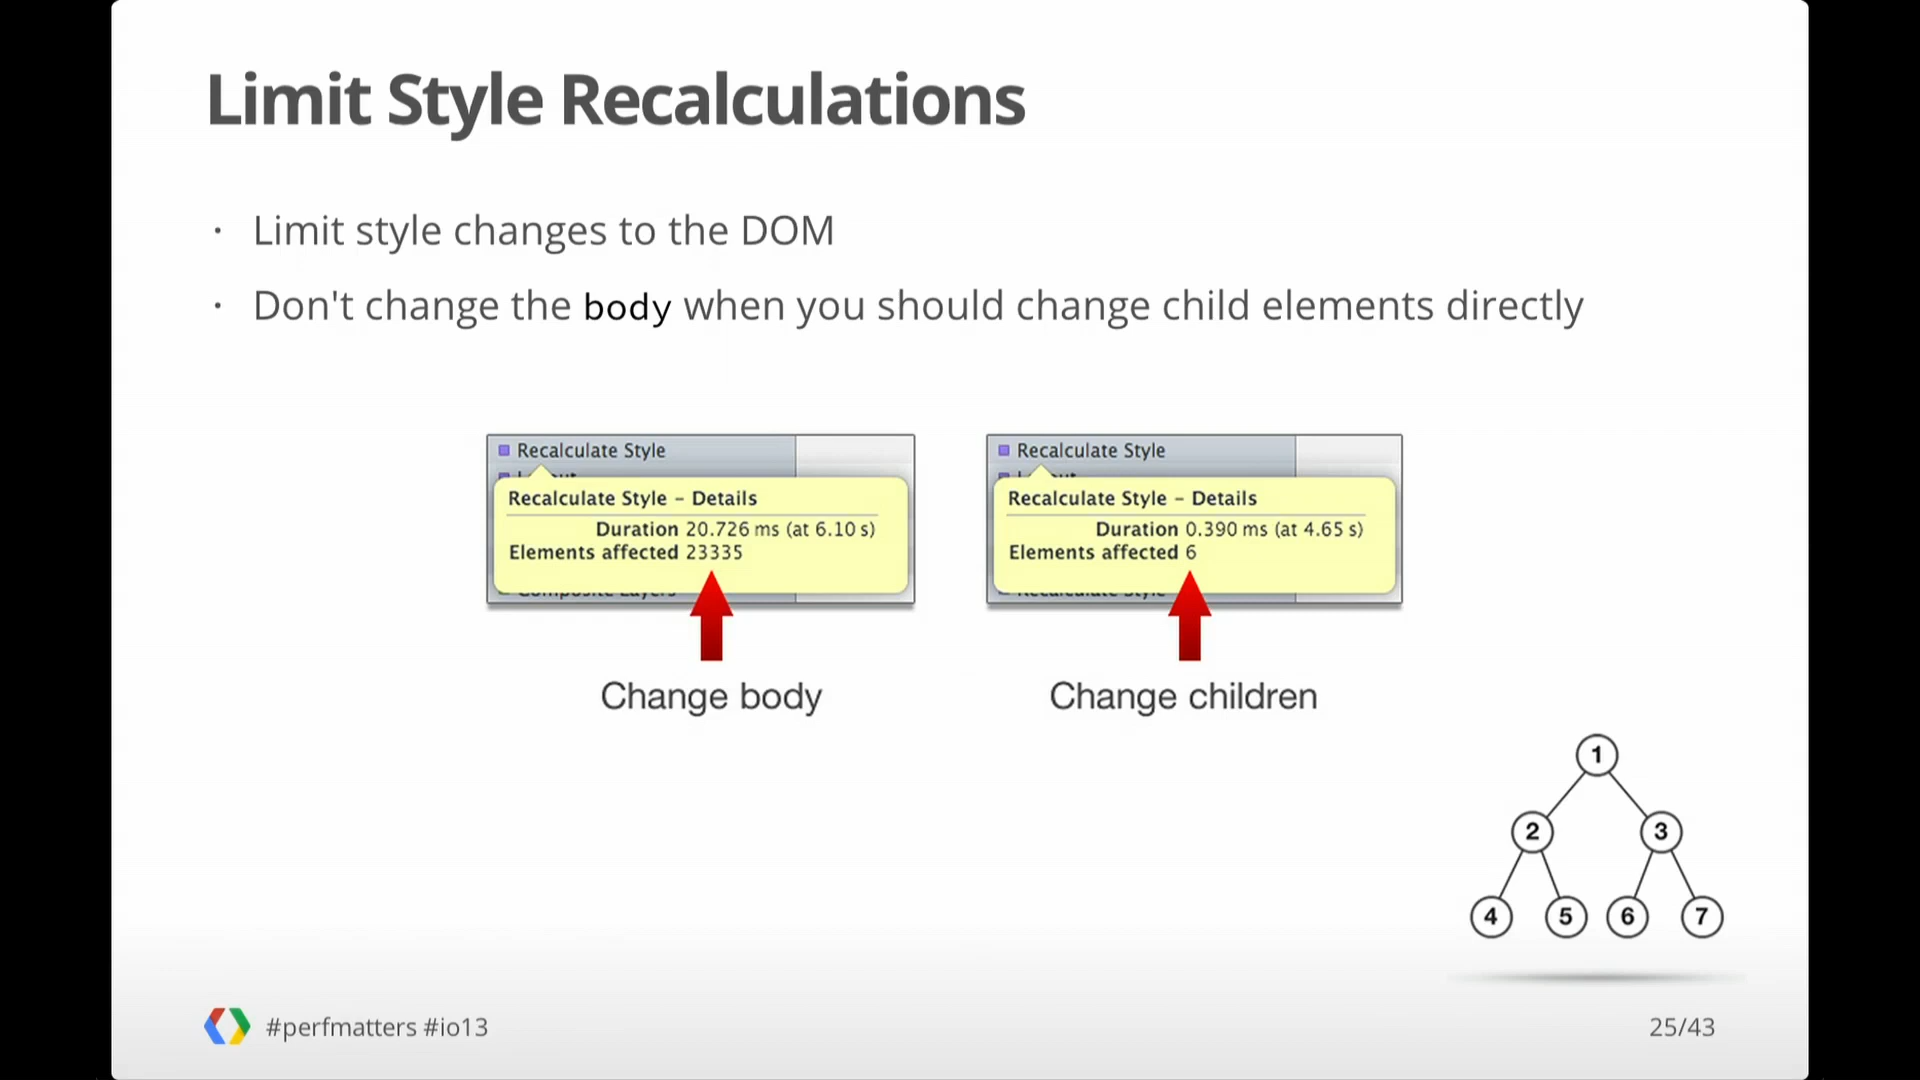 Limit Style Recalculations
· Limit style changes to the DOM
· Don't change the body when you should change child elements directly
Recalculate Style
Recalculate Style – Details
Duration 20.726 ms (at 6.10 s)
Elements affected 23335
Composite Layers
Change body
Recalculate Style
Recalculate Style – Details
Duration 0.390 ms (at 4.65 s)
Elements affected 6
Recalculate Style
Change children
1
2 3
4 5 6 7
#perfmatters #io13
25/43